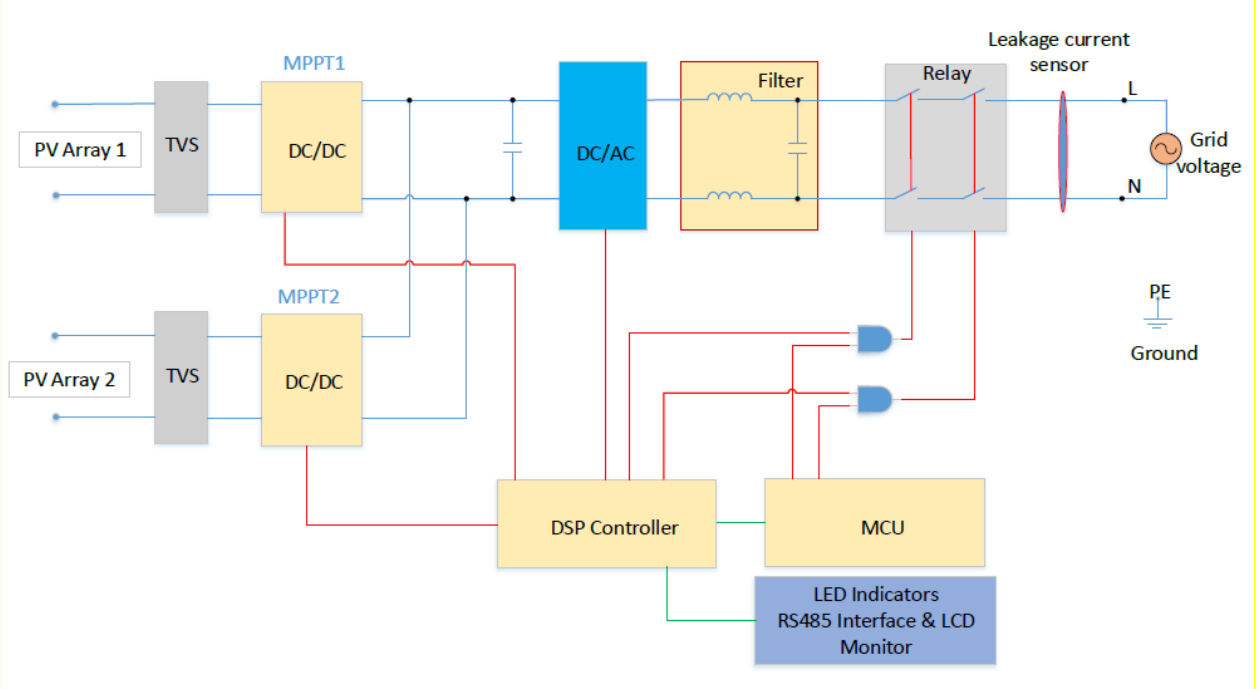 Leakage current
sensor
MPPT1
Filter
Relay
L
PV Array 1
TVS
DC/DC
DC/AC
Grid
voltage
N
MPPT2
PE
Ground
PV Array 2
TVS
DC/DC
DSP Controller
MCU
LED Indicators
RS485 Interface & LCD
Monitor